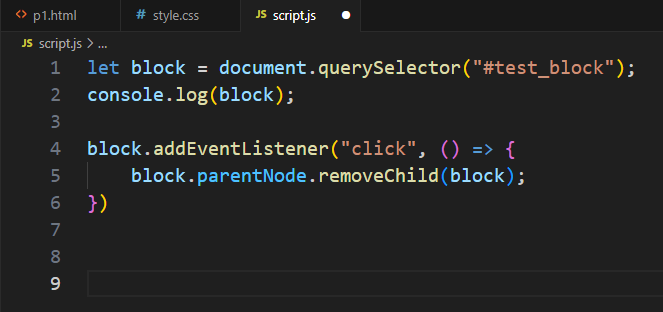 <> p1.html # style.css JS script.js ●
JS script.js > ...
1 let block = document.querySelector("#test_block");
2 console.log(block);
3
4 block.addEventListener("click", () => {
5     block.parentNode.removeChild(block);
6 })
7
8
9